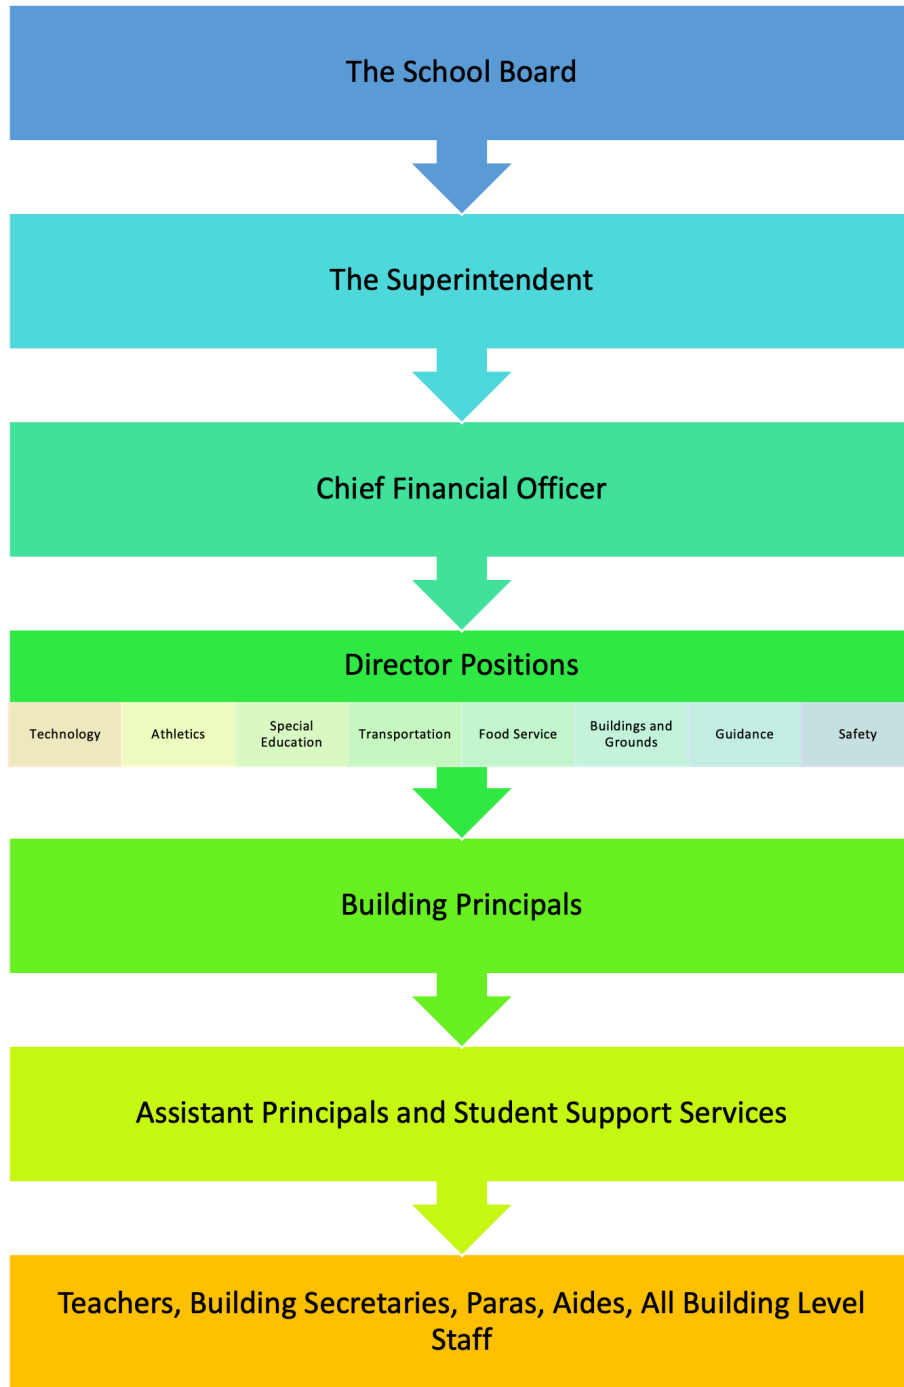 The School Board
The Superintendent
Chief Financial Officer
Director Positions
Technology
Athletics
Special
Education
Transportation
Food Service
Buildings and
Grounds
Guidance
Safety
Building Principals
Assistant Principals and Student Support Services
Teachers, Building Secretaries, Paras, Aides, All Building Level
Staff